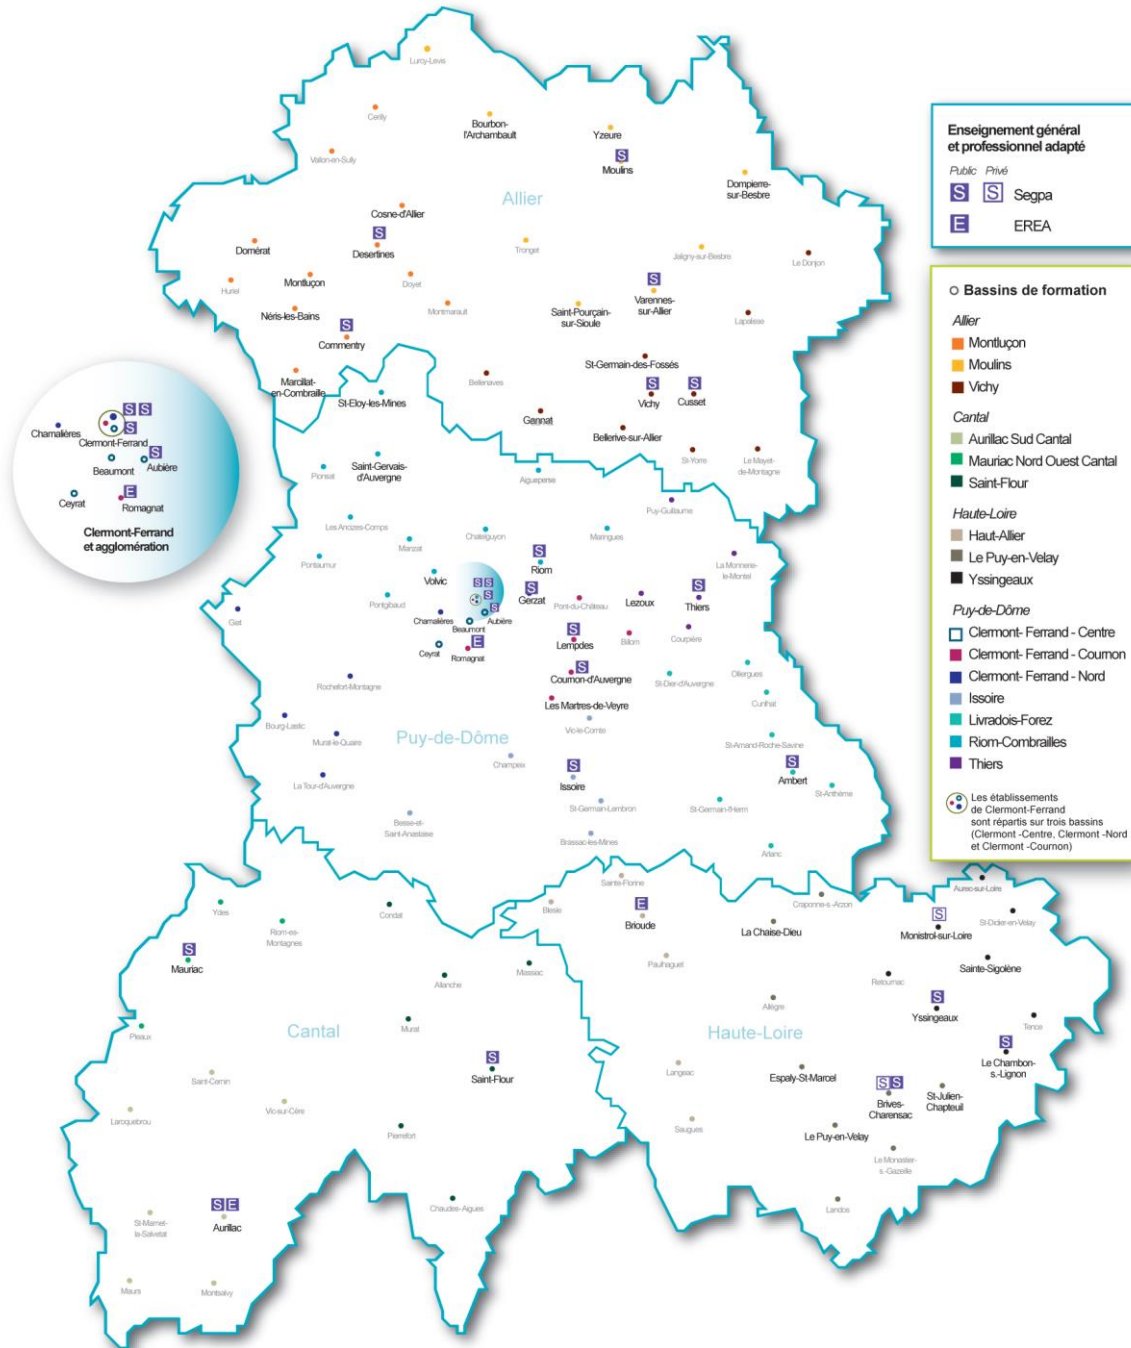 Lurcy-Lévis
Cerilly
Bourbon-
l'Archambault
Yzeure
Vallon-en-Sully
S
Moulins
Dompierre-
sur-Besbre
Allier
Cosne-d'Allier
S
Desertines
Domérat
Tronget
Jaligny-sur-Besbre
Le Donjon
Huriel
Montluçon
Doyet
S
Varennes-
sur-Allier
Montmarault
Saint-Pourçain-
sur-Sioule
Lapalisse
Néris-les-Bains
S
Commentry
St-Germain-des-Fossés
Marcillat-
en-Combraille
Bellenaves
S
Vichy
S
Cusset
St-Eloy-les-Mines
Gannat
Bellerive-sur-Allier
St-Yorre
Le Mayet-
de-Montagne
Enseignement général
et professionnel adapté
Public Privé
S S Segpa
E EREA
Bassins de formation
Allier
Montluçon
Moulins
Vichy
Cantal
Aurillac Sud Cantal
Mauriac Nord Ouest Cantal
Saint-Flour
Haute-Loire
Haut-Allier
Le Puy-en-Velay
Yssingeaux
Puy-de-Dôme
Clermont- Ferrand - Centre
Clermont- Ferrand - Cournon
Clermont- Ferrand - Nord
Issoire
Livradois-Forez
Riom-Combrailles
Thiers
Les établissements
de Clermont-Ferrand
sont répartis sur trois bassins
(Clermont -Centre, Clermont -Nord
et Clermont -Cournon)
S S
S
Chamalières
Clermont-Ferrand
Beaumont
S
Aubière
Ceyrat
E
Romagnat
Clermont-Ferrand
et agglomération
Pionsat
Saint-Gervais-
d'Auvergne
Aigueperse
Puy-Guillaume
Les Ancizes-Comps
Manzat
Chatelguyon
Maringues
Pontaumur
Volvic
S
Riom
La Monnerie-
le-Montel
Pontgibaud
S S
S
S
S
Gerzat
Pont-du-Château
Lezoux
S
Thiers
Giat
Chamalières
Beaumont
Aubière
Courpière
Ceyrat
E
Romagnat
S
Lempdes
Billom
S
Cournon-d'Auvergne
St-Dier-d'Auvergne
Olliergues
Cunlhat
Rochefort-Montagne
Les Martres-de-Veyre
Bourg-Lastic
Murat-le-Quaire
Puy-de-Dôme
Vic-le-Comte
St-Amand-Roche-Savine
Champeix
La Tour-d'Auvergne
S
Issoire
S
Ambert
St-Anthème
Besse-et-
Saint-Anastaise
St-Germain-Lembron
St-Germain-l'Herm
Brassac-les-Mines
Arlanc
Sainte-Florine
Craponne-s.-Arzon
Aurec-sur-Loire
Ydes
Condat
Blesle
E
Brioude
La Chaise-Dieu
S
Monistrol-sur-Loire
St-Didier-en-Velay
Riom-es-
Montagnes
S
Mauriac
Massiac
Allanche
Paulhaguet
Retournac
Sainte-Sigolène
Pleaux
Cantal
Murat
Allègre
S
Yssingeaux
Tence
Haute-Loire
Saint-Cernin
S
Saint-Flour
Langeac
Espaly-St-Marcel
S
Le Chambon-
s.-Lignon
Laroquebrou
Vic-sur-Cère
S S
Brives-
Charensac
St-Julien-
Chapteuil
Pierrefort
Saugues
Le Puy-en-Velay
Le Monastier-
s.-Gazeille
S E
Aurillac
St-Mamet-
la-Salvetat
Chaudes-Aigues
Landos
Maurs
Montsalvy